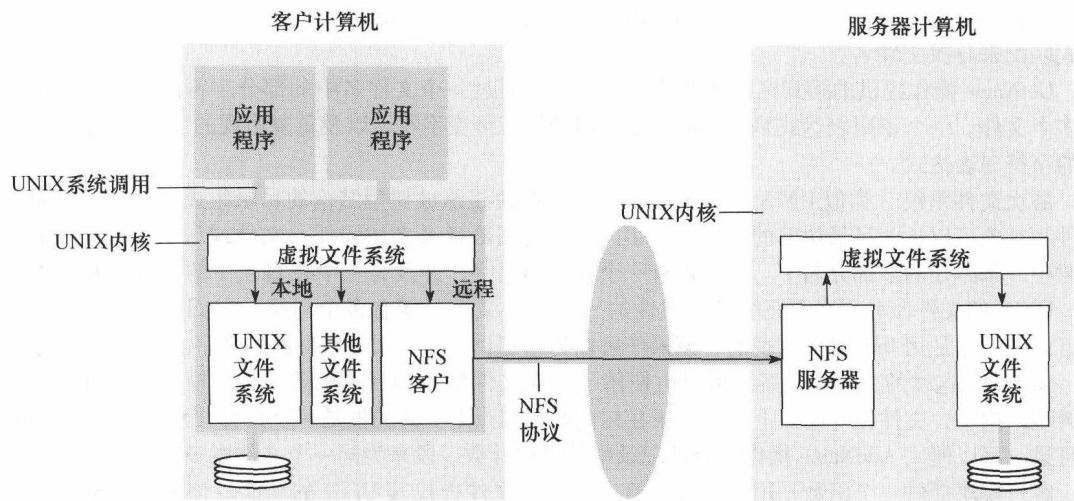 客户计算机
服务器计算机
应用
程序
应用
程序
UNIX系统调用
UNIX内核
UNIX内核
虚拟文件系统
虚拟文件系统
本地
远程
UNIX
文件
系统
其他
文件
系统
NFS
客户
NFS
协议
NFS
服务器
UNIX
文件
系统